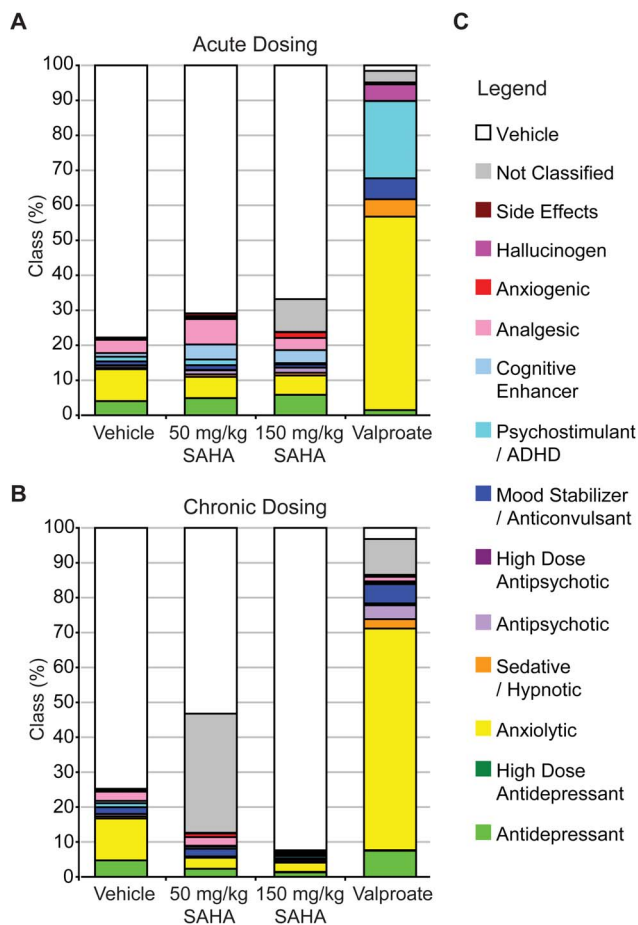 A
Acute Dosing
100
90
80
70
60
50
40
30
20
10
0
Class (%)
Vehicle
50 mg/kg
SAHA
150 mg/kg
SAHA
Valproate
B
Chronic Dosing
100
90
80
70
60
50
40
30
20
10
0
Class (%)
Vehicle
50 mg/kg
SAHA
150 mg/kg
SAHA
Valproate
C
Legend
Vehicle
Not Classified
Side Effects
Hallucinogen
Anxiogenic
Analgesic
Cognitive
Enhancer
Psychostimulant
/ ADHD
Mood Stabilizer
/ Anticonvulsant
High Dose
Antipsychotic
Antipsychotic
Sedative
/ Hypnotic
Anxiolytic
High Dose
Antidepressant
Antidepressant